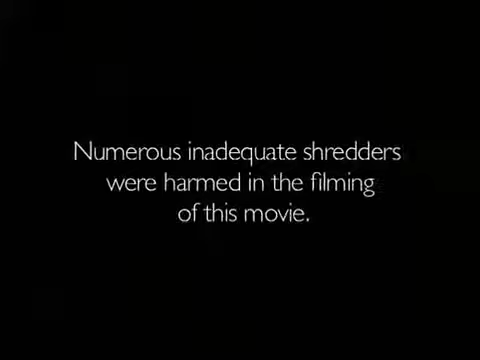 Numerous inadequate shredders
were harmed in the filming
of this movie.